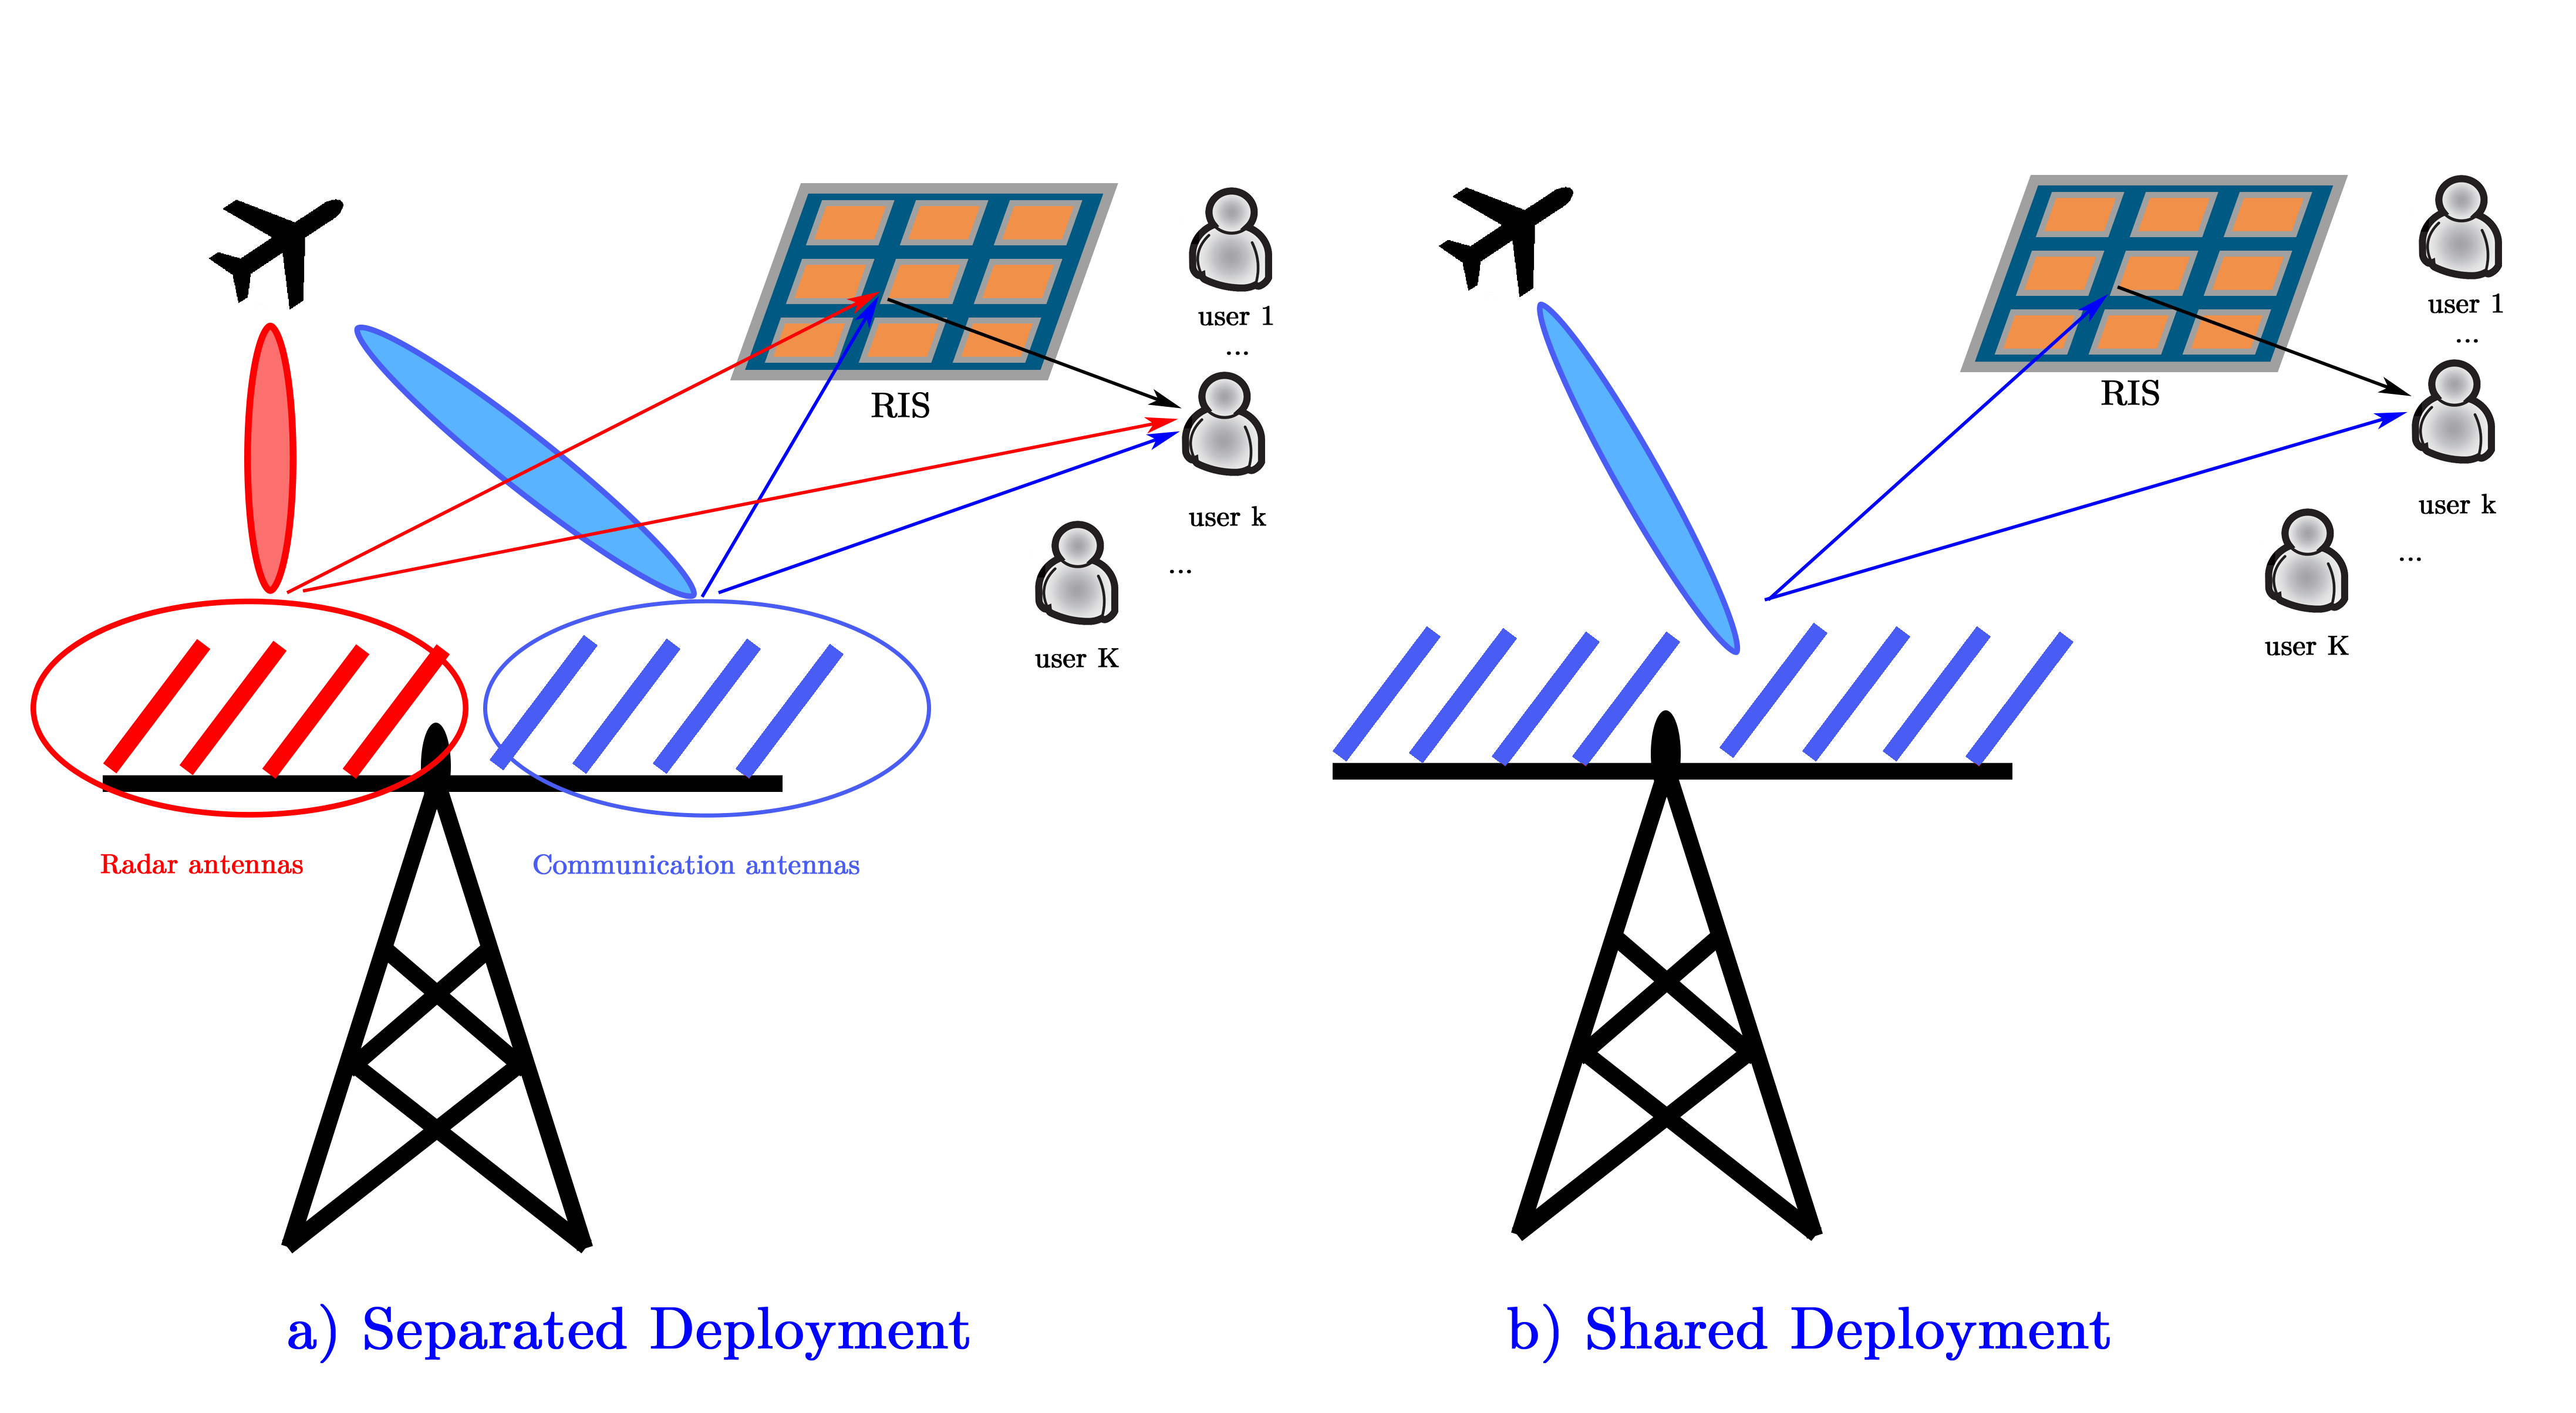 user 1
...
RIS
user k
...
user K
Radar antennas
Communication antennas
a) Separated Deployment
user 1
...
RIS
user k
...
user K
b) Shared Deployment